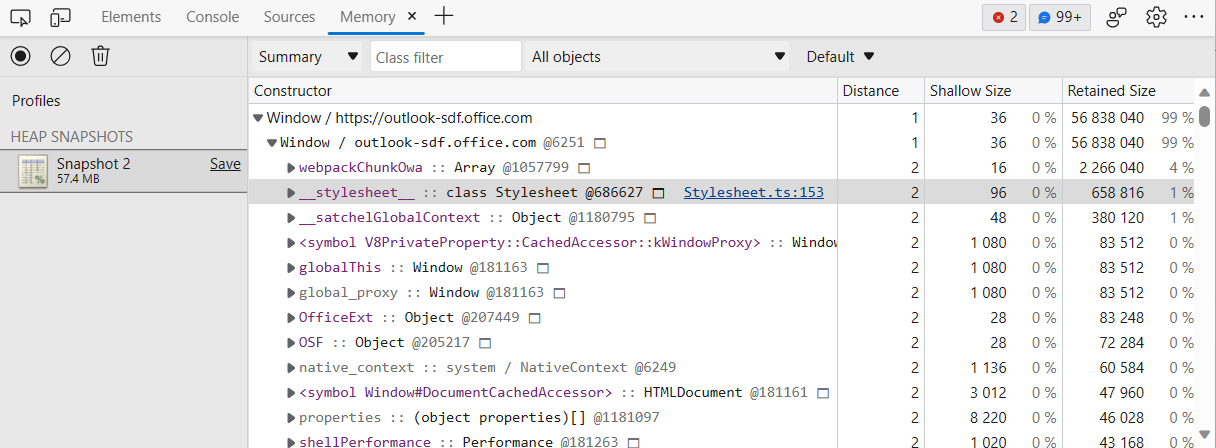 Elements Console Sources Memory × + 2 99+
Summary Class filter All objects Default
Profiles
HEAP SNAPSHOTS
Snapshot 2 Save
57.4 MB
Constructor Distance Shallow Size Retained Size
Window / https://outlook-sdf.office.com 1 36 0 % 56 838 040 99 %
Window / outlook-sdf.office.com @6251 1 36 0 % 56 838 040 99 %
webpackChunkOwa :: Array @1057799 2 16 0 % 2 266 040 4 %
__stylesheet__ :: class Stylesheet @686627 Stylesheet.ts:153 2 96 0 % 658 816 1 %
__satchelGlobalContext :: Object @1180795 2 48 0 % 380 120 1 %
<symbol V8PrivateProperty::CachedAccessor::kWindowProxy> :: Window 2 1 080 0 % 83 512 0 %
globalThis :: Window @181163 2 1 080 0 % 83 512 0 %
global_proxy :: Window @181163 2 1 080 0 % 83 512 0 %
OfficeExt :: Object @207449 2 28 0 % 83 248 0 %
OSF :: Object @205217 2 28 0 % 72 284 0 %
native_context :: system / NativeContext @6249 2 1 136 0 % 60 584 0 %
<symbol Window#DocumentCachedAccessor> :: HTMLDocument @181161 2 3 012 0 % 47 960 0 %
properties :: (object properties)[] @1181097 2 8 220 0 % 46 028 0 %
shellPerformance :: Performance @181263 2 1 020 0 % 43 168 0 %